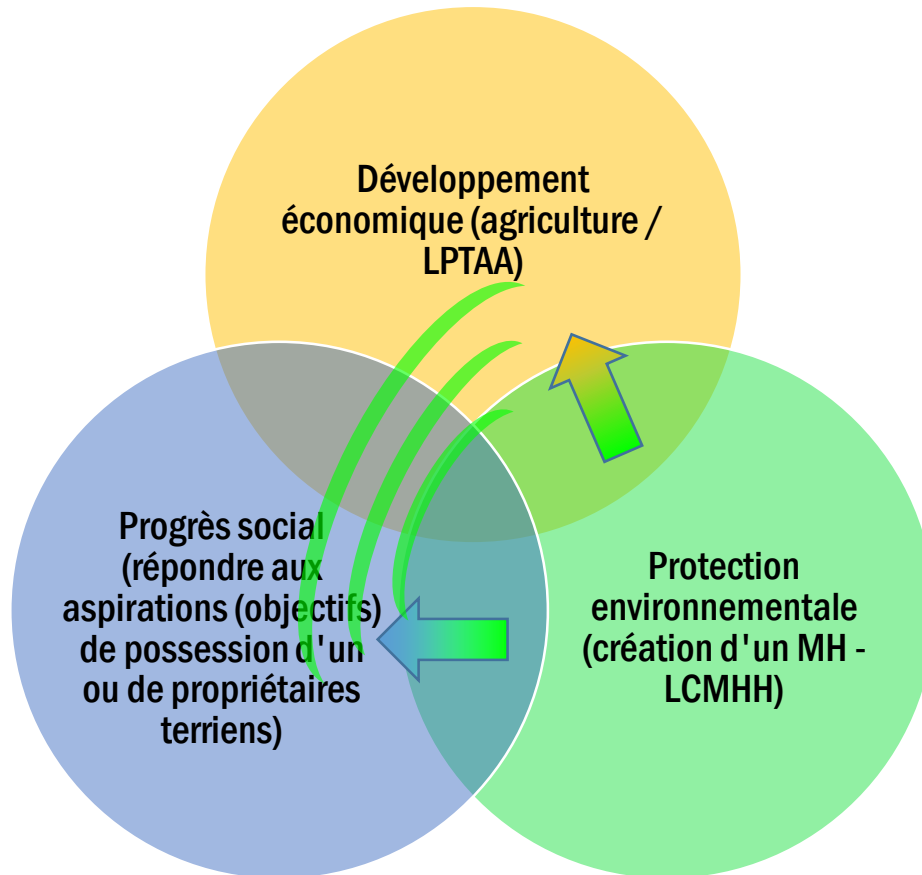 Développement
économique (agriculture /
LPTAA)
Progrès social
(répondre aux
aspirations (objectifs)
de possession d'un
ou de propriétaires
terriens)
Protection
environnementale
(création d'un MH -
LCMHH)